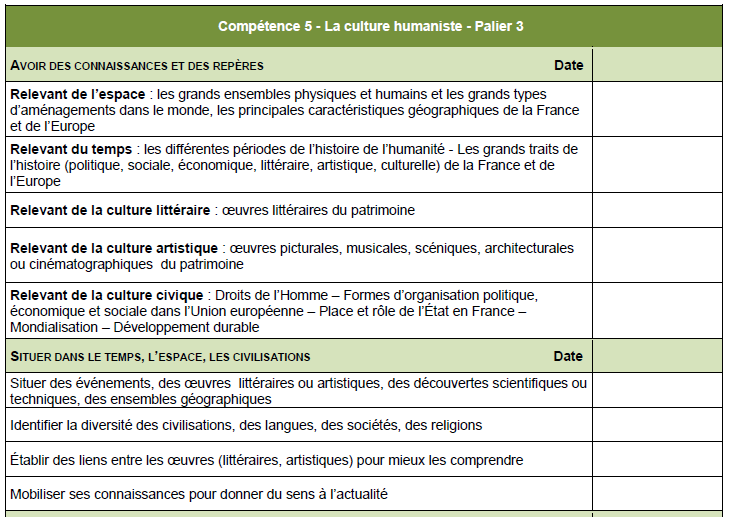 Compétence 5 - La culture humaniste - Palier 3
AVOIR DES CONNAISSANCES ET DES REPÈRES Date
Relevant de l'espace : les grands ensembles physiques et humains et les grands types
d'aménagements dans le monde, les principales caractéristiques géographiques de la France
et de l'Europe
Relevant du temps : les différentes périodes de l'histoire de l'humanité - Les grands traits de
l'histoire (politique, sociale, économique, littéraire, artistique, culturelle) de la France et de
l'Europe
Relevant de la culture littéraire : œuvres littéraires du patrimoine
Relevant de la culture artistique : œuvres picturales, musicales, scéniques, architecturales
ou cinématographiques du patrimoine
Relevant de la culture civique : Droits de l'Homme – Formes d'organisation politique,
économique et sociale dans l'Union européenne – Place et rôle de l'État en France –
Mondialisation – Développement durable
SITUER DANS LE TEMPS, L'ESPACE, LES CIVILISATIONS Date
Situer des événements, des œuvres littéraires ou artistiques, des découvertes scientifiques ou
techniques, des ensembles géographiques
Identifier la diversité des civilisations, des langues, des sociétés, des religions
Établir des liens entre les œuvres (littéraires, artistiques) pour mieux les comprendre
Mobiliser ses connaissances pour donner du sens à l'actualité